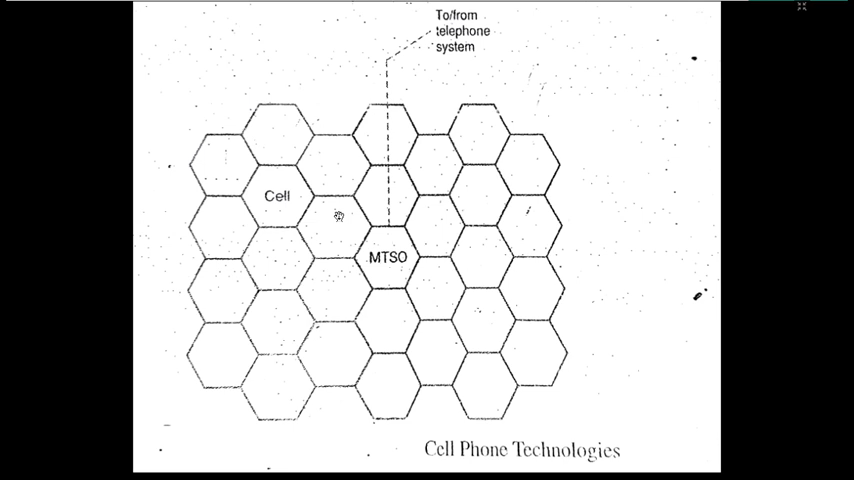 To/from
telephone
system
Cell
MTSO
Cell Phone Technologies